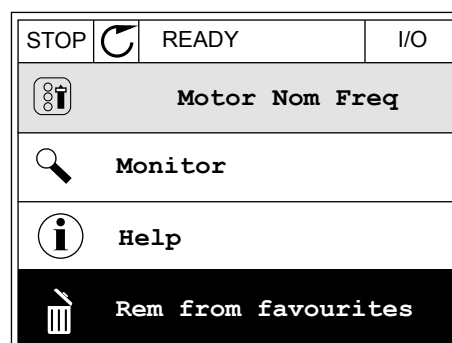 STOP READY I/O
Motor Nom Freq
Monitor
Help
Rem from favourites